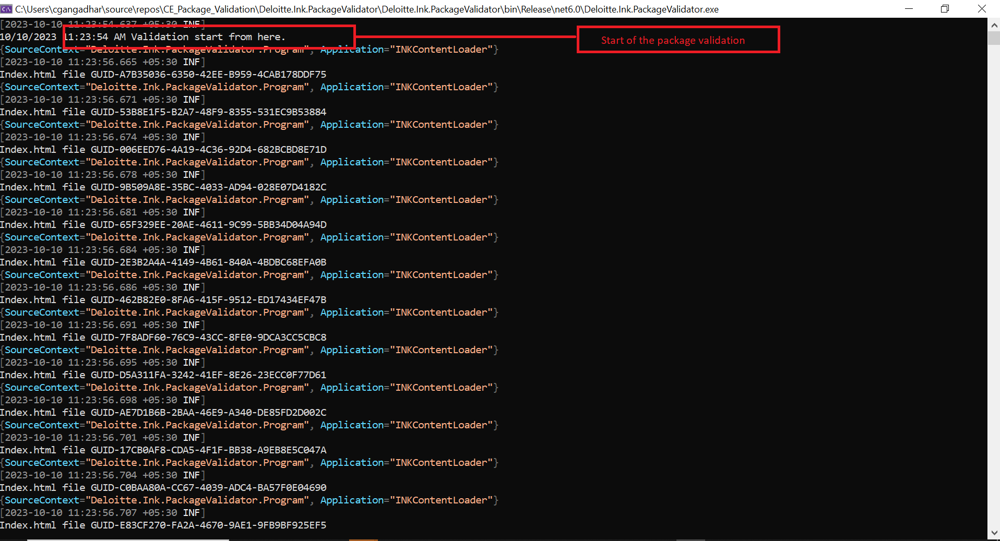 C:\Users\cgangadhar\source\repos\CE_Package_Validation\Deloitte.Ink.PackageValidator\Deloitte.Ink.PackageValidator\bin\Release\net6.0\Deloitte.Ink.PackageValidator.exe
[2023-10-10 11:23:54.637 +05:30 INF]
10/10/2023 11:23:54 AM Validation start from here.
Start of the package validation
{SourceContext="Deloitte.Ink.PackageValidator.Program", Application="INKContentLoader"}
[2023-10-10 11:23:56.665 +05:30 INF]
Index.html file GUID-A7B35036-6350-42EE-B959-4CAB178DDF75
{SourceContext="Deloitte.Ink.PackageValidator.Program", Application="INKContentLoader"}
[2023-10-10 11:23:56.671 +05:30 INF]
Index.html file GUID-53B8E1F5-B2A7-48F9-8355-531EC9B53884
{SourceContext="Deloitte.Ink.PackageValidator.Program", Application="INKContentLoader"}
[2023-10-10 11:23:56.674 +05:30 INF]
Index.html file GUID-006EED76-4A19-4C36-92D4-682BCBD8E71D
{SourceContext="Deloitte.Ink.PackageValidator.Program", Application="INKContentLoader"}
[2023-10-10 11:23:56.678 +05:30 INF]
Index.html file GUID-9B509A8E-35BC-4033-AD94-028E07D4182C
{SourceContext="Deloitte.Ink.PackageValidator.Program", Application="INKContentLoader"}
[2023-10-10 11:23:56.681 +05:30 INF]
Index.html file GUID-65F329EE-20AE-4611-9C99-5BB34D04A94D
{SourceContext="Deloitte.Ink.PackageValidator.Program", Application="INKContentLoader"}
[2023-10-10 11:23:56.684 +05:30 INF]
Index.html file GUID-2E3B2A4A-4149-4B61-840A-4BDBC68EFA0B
{SourceContext="Deloitte.Ink.PackageValidator.Program", Application="INKContentLoader"}
[2023-10-10 11:23:56.686 +05:30 INF]
Index.html file GUID-462B82E0-8FA6-415F-9512-ED17434EF47B
{SourceContext="Deloitte.Ink.PackageValidator.Program", Application="INKContentLoader"}
[2023-10-10 11:23:56.691 +05:30 INF]
Index.html file GUID-7F8ADF60-76C9-43CC-8FE0-9DCA3CC5CBC8
{SourceContext="Deloitte.Ink.PackageValidator.Program", Application="INKContentLoader"}
[2023-10-10 11:23:56.695 +05:30 INF]
Index.html file GUID-D5A311FA-3242-41EF-8E26-23ECC0F77D61
{SourceContext="Deloitte.Ink.PackageValidator.Program", Application="INKContentLoader"}
[2023-10-10 11:23:56.698 +05:30 INF]
Index.html file GUID-AE7D1B6B-2BAA-46E9-A340-DE85FD2D002C
{SourceContext="Deloitte.Ink.PackageValidator.Program", Application="INKContentLoader"}
[2023-10-10 11:23:56.701 +05:30 INF]
Index.html file GUID-17CB0AF8-CDA5-4F1F-BB38-A9EB8E5C047A
{SourceContext="Deloitte.Ink.PackageValidator.Program", Application="INKContentLoader"}
[2023-10-10 11:23:56.704 +05:30 INF]
Index.html file GUID-C0BAA80A-CC67-4039-ADC4-BA57F0E04690
{SourceContext="Deloitte.Ink.PackageValidator.Program", Application="INKContentLoader"}
[2023-10-10 11:23:56.707 +05:30 INF]
Index.html file GUID-E83CF270-FA2A-4670-9AE1-9FB9BF925EF5